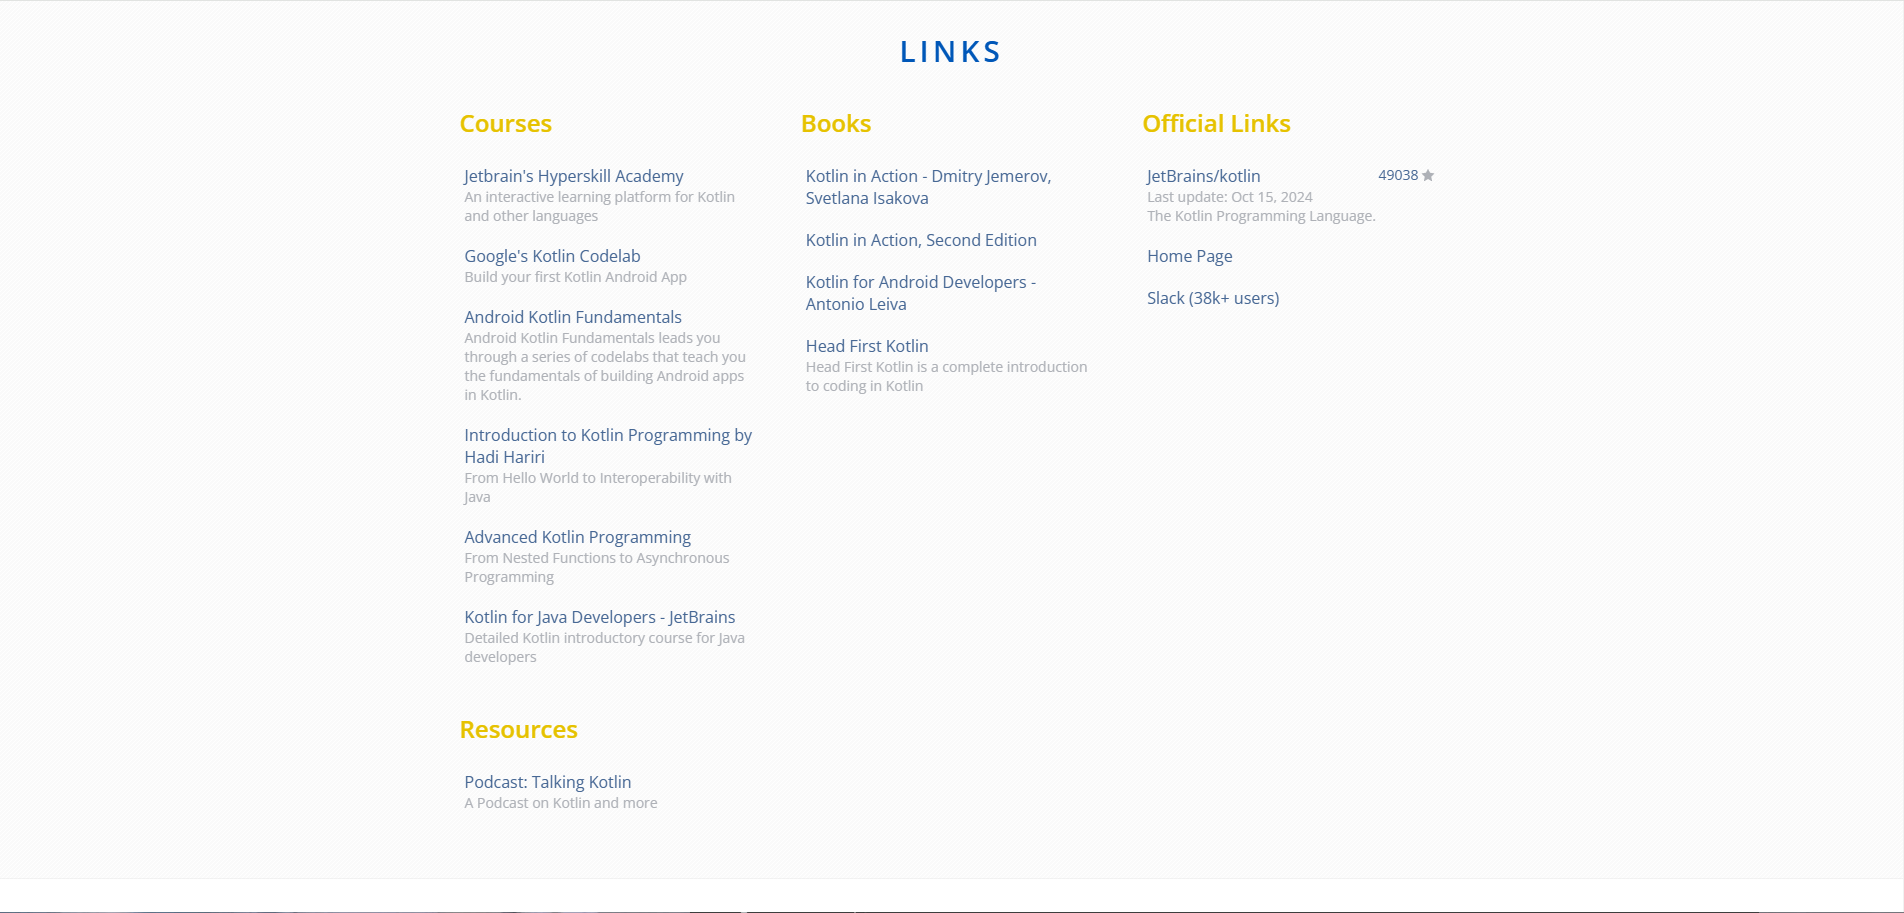 LINKS
Courses
Jetbrain's Hyperskill Academy
An interactive learning platform for Kotlin
and other languages
Google's Kotlin Codelab
Build your first Kotlin Android App
Android Kotlin Fundamentals
Android Kotlin Fundamentals leads you
through a series of codelabs that teach you
the fundamentals of building Android apps
in Kotlin.
Introduction to Kotlin Programming by
Hadi Hariri
From Hello World to Interoperability with
Java
Advanced Kotlin Programming
From Nested Functions to Asynchronous
Programming
Kotlin for Java Developers - JetBrains
Detailed Kotlin introductory course for Java
developers
Books
Kotlin in Action - Dmitry Jemerov,
Svetlana Isakova
Kotlin in Action, Second Edition
Kotlin for Android Developers -
Antonio Leiva
Head First Kotlin
Head First Kotlin is a complete introduction
to coding in Kotlin
Official Links
JetBrains/kotlin 49038
Last update: Oct 15, 2024
The Kotlin Programming Language.
Home Page
Slack (38k+ users)
Resources
Podcast: Talking Kotlin
A Podcast on Kotlin and more